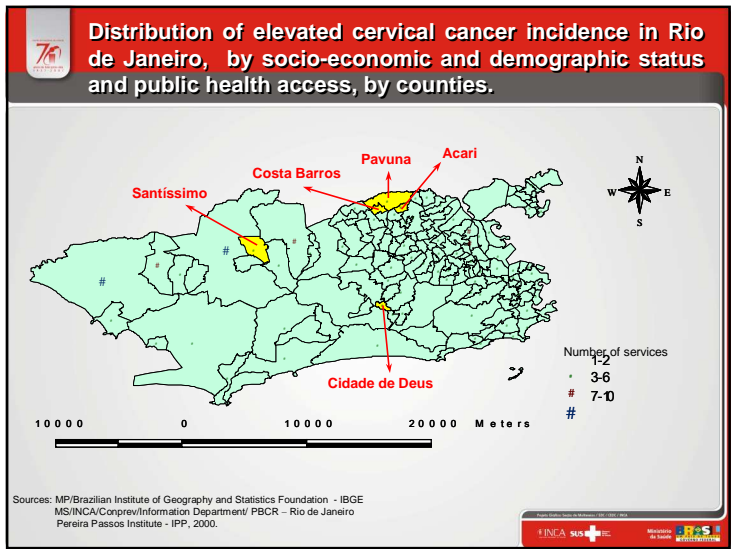 Distribution of elevated cervical cancer incidence in Rio
de Janeiro, by socio-economic and demographic status
and public health access, by counties.
Pavuna
Acari
Costa Barros
Santíssimo
N
W
E
S
#
#
#
#
#
Cidade de Deus
Number of services
1-2
3-6
# 7-10
#
10000 0 10000 20000 Meters
Sources: MP/Brazilian Institute of Geography and Statistics Foundation - IBGE
MS/INCA/Conprev/Information Department/ PBCR – Rio de Janeiro
Pereira Passos Institute - IPP, 2000.
INCA
SUS
Ministério
da Saúde
BRASIL
GOVERNO FEDERAL